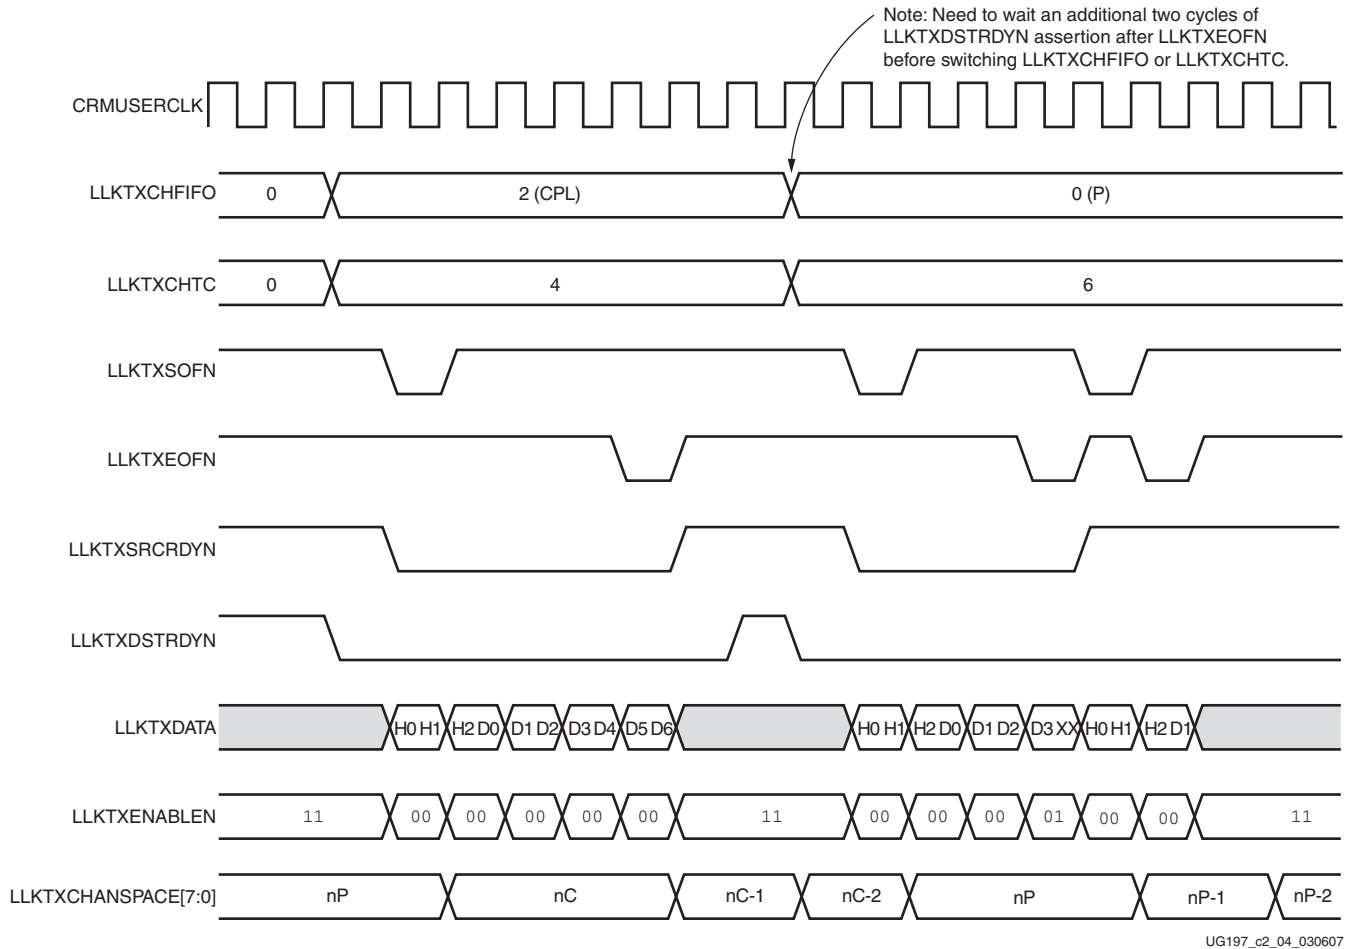 Note: Need to wait an additional two cycles of
LLKTXDSTRDYN assertion after LLKTXEOFN
before switching LLKTXCHFIFO or LLKTXCHTC.
CRMUSERCLK
LLKTXCHFIFO 0 2 (CPL) 0 (P)
LLKTXCHTC 0 4 6
LLKTXSOFN
LLKTXEOFN
LLKTXSRCRDYN
LLKTXDSTRDYN
LLKTXDATA H0 H1 H2 D0 D1 D2 D3 D4 D5 D6 H0 H1 H2 D0 D1 D2 D3 XX H0 H1 H2 D1
LLKTXENABLEN 11 00 00 00 00 00 11 00 00 00 01 00 00 11
LLKTXCHANSPACE[7:0] nP nC nC-1 nC-2 nP nP-1 nP-2
UG197_c2_04_030607